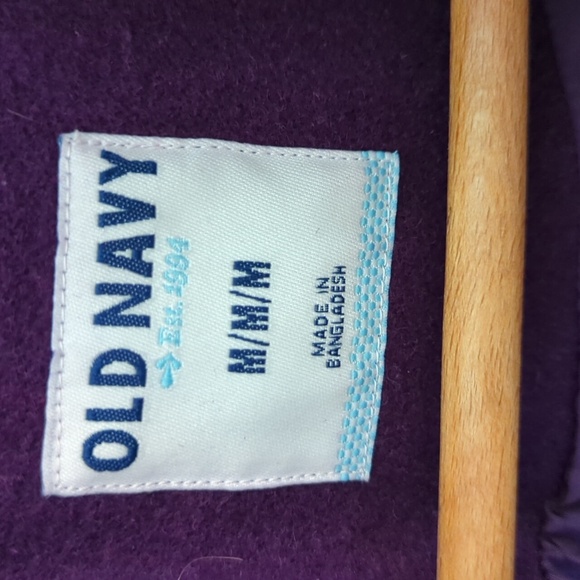 OLD NAVY
Est. 1994
M/M/M
MADE IN
BANGLADESH